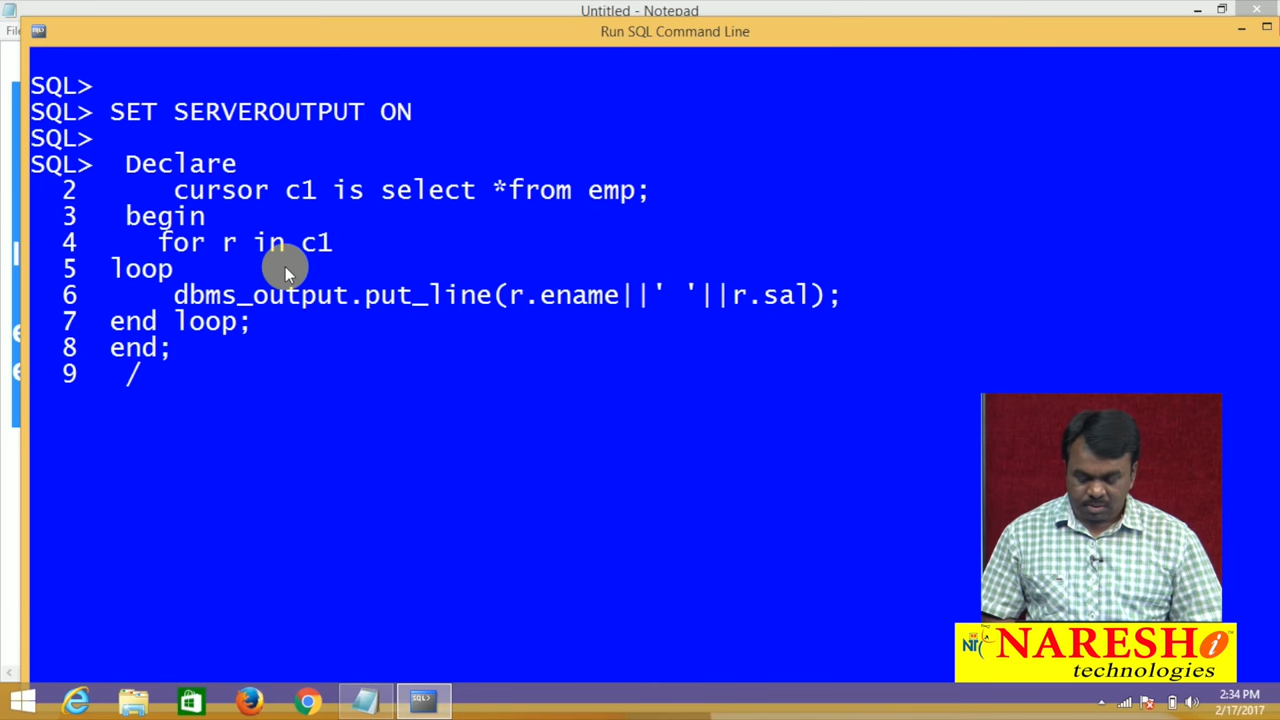 Untitled - Notepad
File
Run SQL Command Line
SQL>
SQL> SET SERVEROUTPUT ON
SQL>
SQL> Declare
2 cursor c1 is select *from emp;
3 begin
4 for r in c1
5 loop
6 dbms_output.put_line(r.ename||' '||r.sal);
7 end loop;
8 end;
9 /
NARESH i
technologies
2:34 PM
2/17/2017